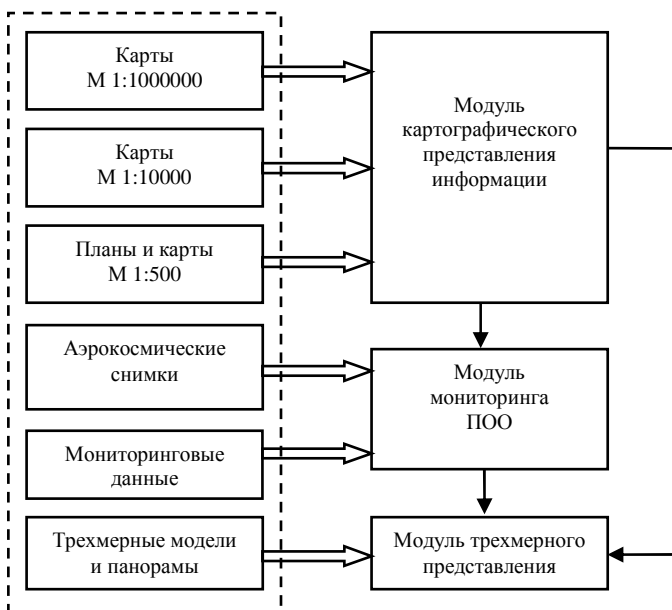 Карты
М 1:1000000
Карты
М 1:10000
Планы и карты
М 1:500
Аэрокосмические
снимки
Мониторинговые
данные
Трехмерные модели
и панорамы
Модуль
картографического
представления
информации
Модуль
мониторинга
ПОО
Модуль трехмерного
представления